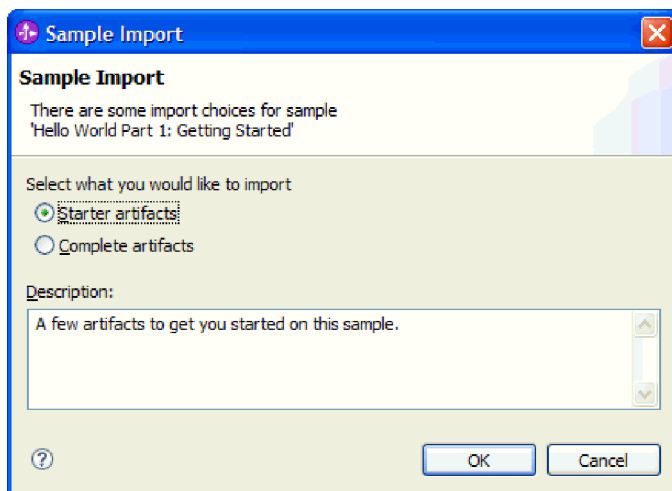 Sample Import
Sample Import
There are some import choices for sample
'Hello World Part 1: Getting Started'
Select what you would like to import
Starter artifacts
Complete artifacts
Description:
A few artifacts to get you started on this sample.
?
OK
Cancel